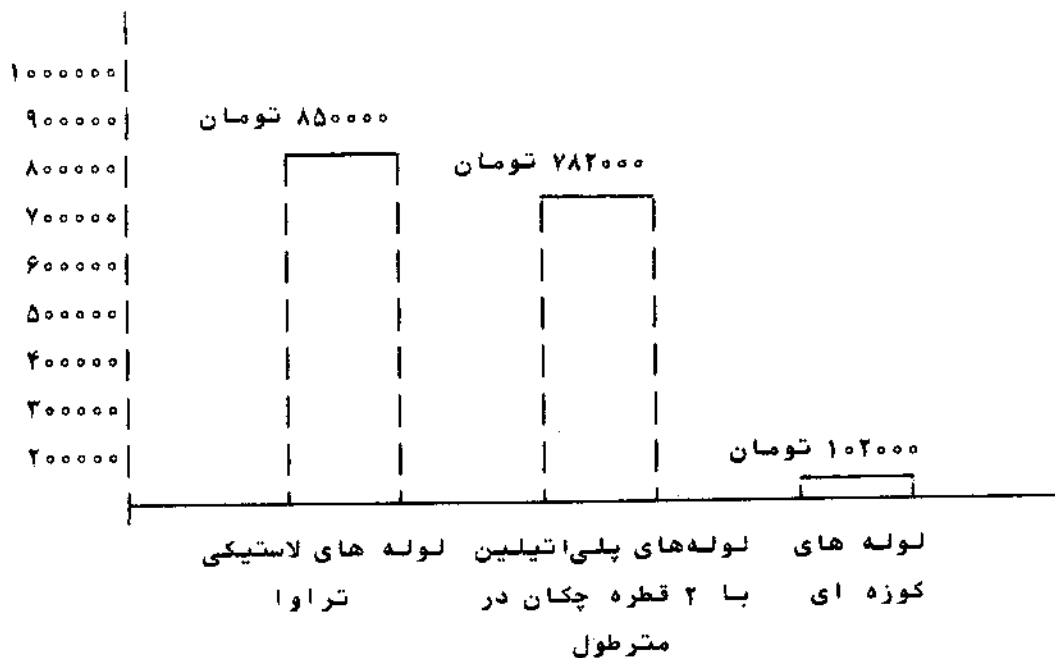 ۱۰۰۰۰۰۰
۹۰۰۰۰۰
۸۰۰۰۰۰
۷۰۰۰۰۰
۶۰۰۰۰۰
۵۰۰۰۰۰
۴۰۰۰۰۰
۳۰۰۰۰۰
۲۰۰۰۰۰
۸۵۰۰۰۰ تومان
۷۸۲۰۰۰ تومان
۱۰۲۰۰۰ تومان
لوله های
کوزه ای
لوله‌های پلی‌اتیلین
با ۲ قطره چکان در
مترطول
لوله های لاستیکی
تراوا